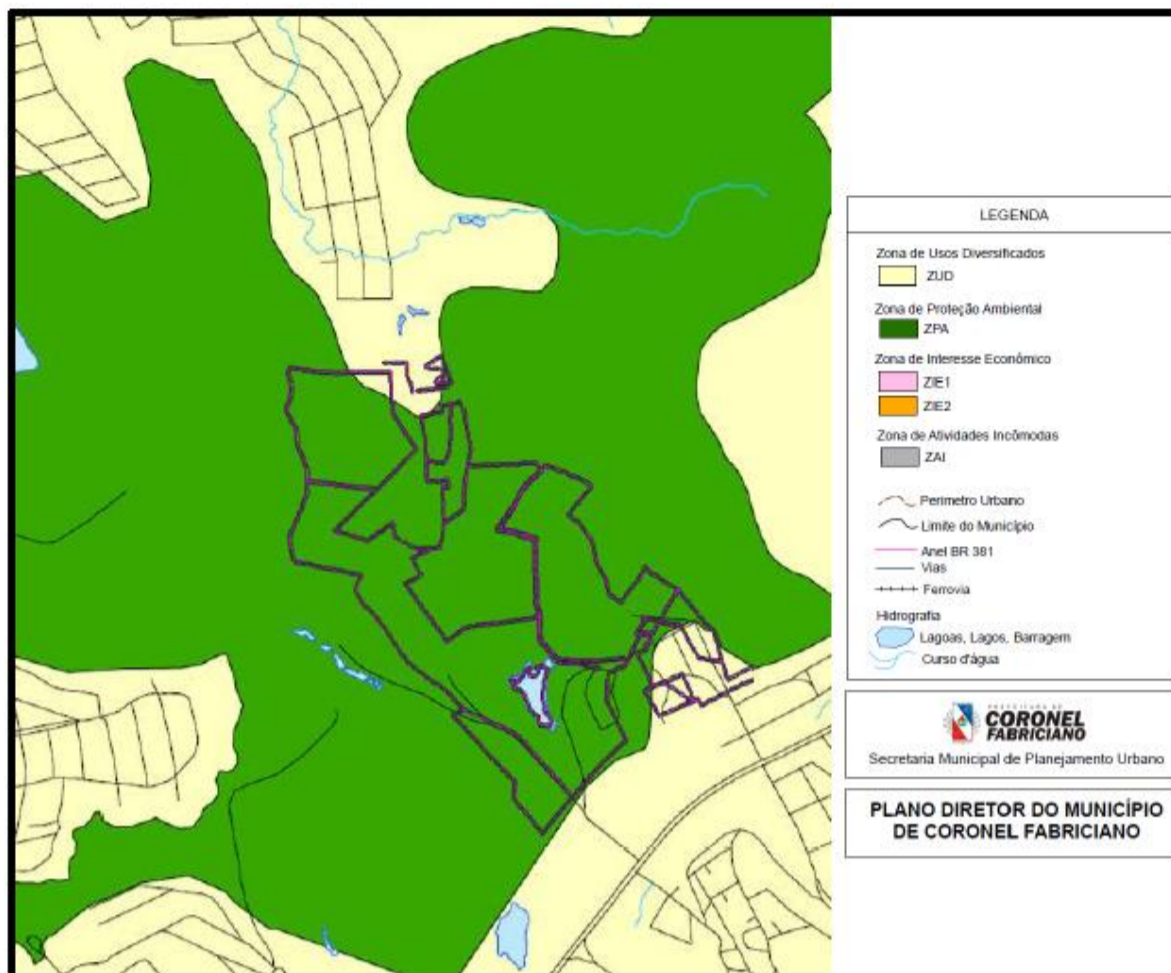 LEGENDA
Zona de Usos Diversificados
ZUD
Zona de Proteção Ambiental
ZPA
Zona de Interesse Econômico
ZIE1
ZIE2
Zona de Atividades Incômodas
ZAI
Perimetro Urbano
Limite do Município
Anel BR 381
Vias
Ferrovia
Hidrografia
Lagoas, Lagos, Barragem
Curso d'água
PREFEITURA DE
CORONEL
FABRICIANO
Secretaria Municipal de Planejamento Urbano
PLANO DIRETOR DO MUNICÍPIO
DE CORONEL FABRICIANO